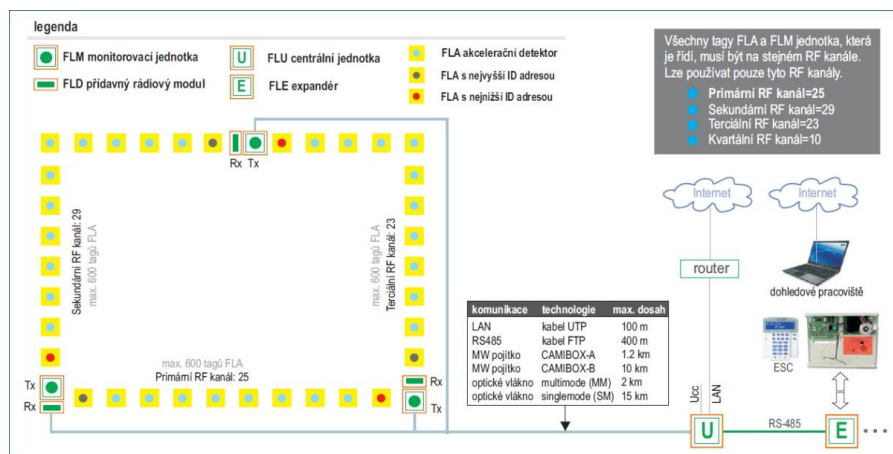 legenda
FLM monitorovací jednotka
FLD přídavný rádiový modul
U
FLU centrální jednotka
E
FLE expandér
FLA akcelerační detektor
FLA s nejvyšší ID adresou
FLA s nejnižší ID adresou
Všechny tagy FLA a FLM jednotka, která
je řídí, musí být na stejném RF kanále.
Lze používat pouze tyto RF kanály.
Primární RF kanál=25
Sekundární RF kanál=29
Terciální RF kanál=23
Kvartální RF kanál=10
Rx Tx
Sekundární RF kanál: 29
max. 600 tagů FLA
max. 600 tagů FLA
Terciální RF kanál: 23
max. 600 tagů FLA
Primární RF kanál: 25
Tx
Rx
Rx
Tx
Internet
Internet
router
dohledové pracoviště
ESC
komunikace technologie max. dosah
LAN kabel UTP 100 m
RS485 kabel FTP 400 m
MW pojítko CAMIBOX-A 1.2 km
MW pojítko CAMIBOX-B 10 km
optické vlákno multimode (MM) 2 km
optické vlákno singlemode (SM) 15 km
Ucc
LAN
U
RS-485
E